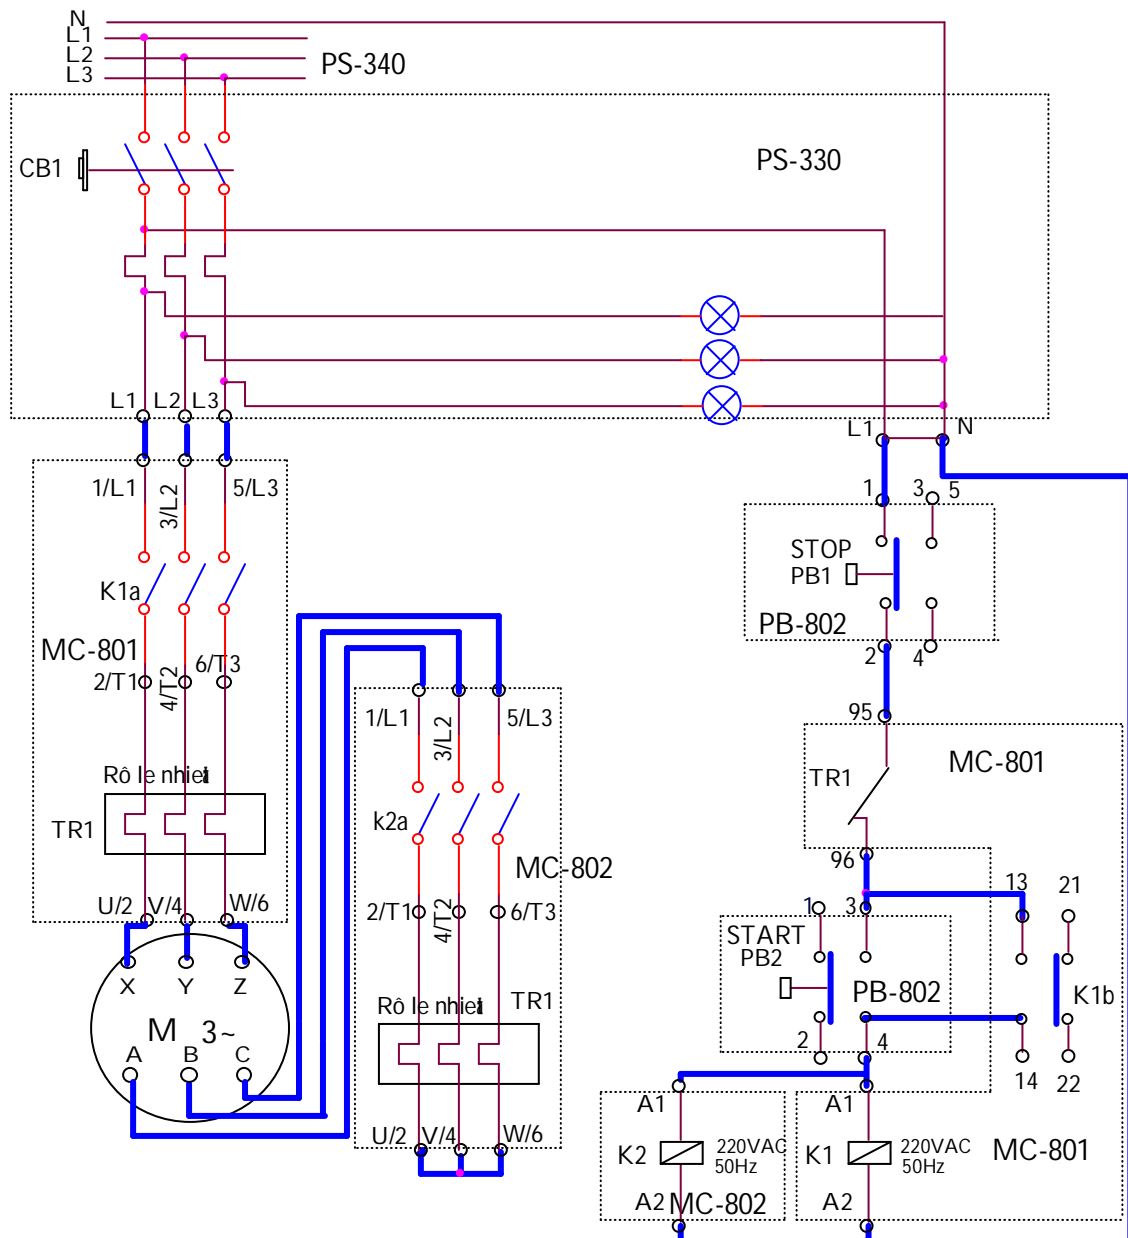 N
L1
L2
L3
PS-340
CB1
PS-330
L1 L2 L3
L1 N
1/L1
3/L2
5/L3
K1a
MC-801
2/T1
4/T2
6/T3
Rô le nhieä
TR1
U/2 V/4 W/6
X Y Z
M 3~
A B C
1/L1
3/L2
5/L3
k2a
MC-802
2/T1
4/T2
6/T3
Rô le nhieä
TR1
U/2 V/4 W/6
1 3 5
STOP
PB1
PB-802
2 4
95
MC-801
TR1
96
13 21
1 3
START
PB2
PB-802
K1b
2 4
14 22
A1
K2
220VAC
50Hz
A2
MC-802
A1
K1
220VAC
50Hz
A2
MC-801